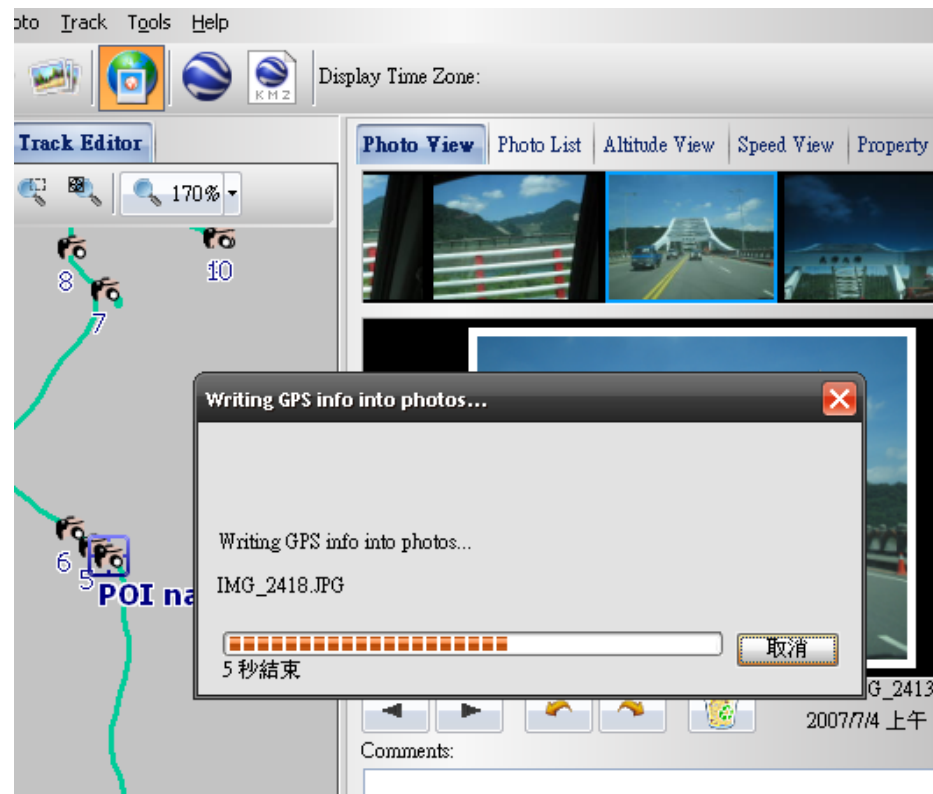 oto Track Tools Help
KMZ
Display Time Zone:
Track Editor
Photo View Photo List Altitude View Speed View Property
170%
8
10
7
Writing GPS info into photos...
Writing GPS info into photos...
6
5
POI na
IMG_2418.JPG
取消
5 秒結束
G_2413
2007/7/4 上午
Comments: